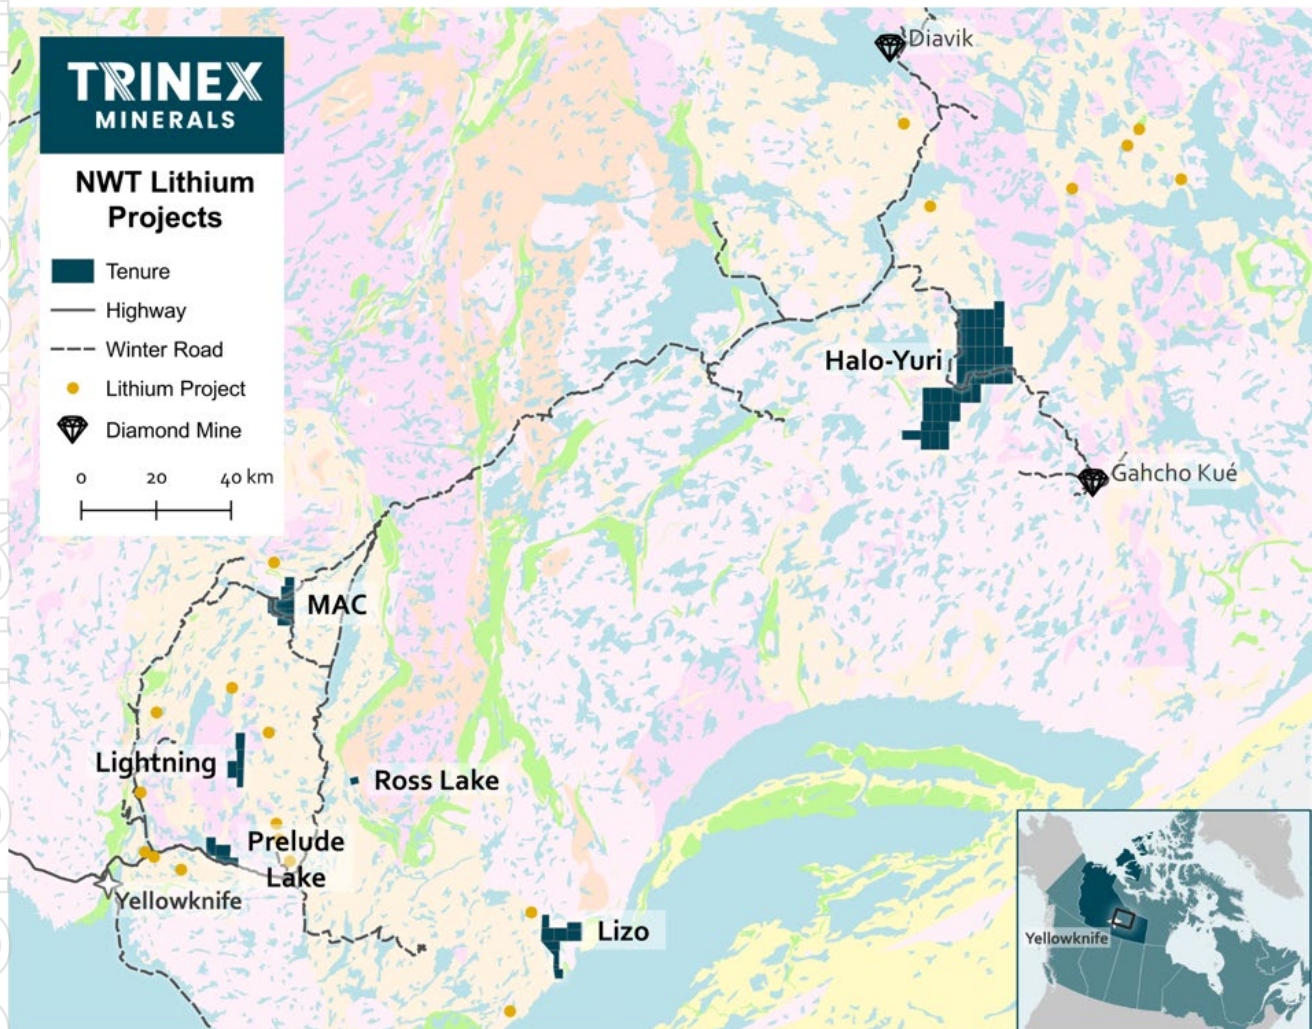 TRINEX
MINERALS
NWT Lithium
Projects
Tenure
Highway
Winter Road
Lithium Project
Diamond Mine
0 20 40 km
Diavik
Halo-Yuri
Gahcho Kué
MAC
Lightning
Ross Lake
Prelude
Lake
Yellowknife
Lizo
Yellowknife